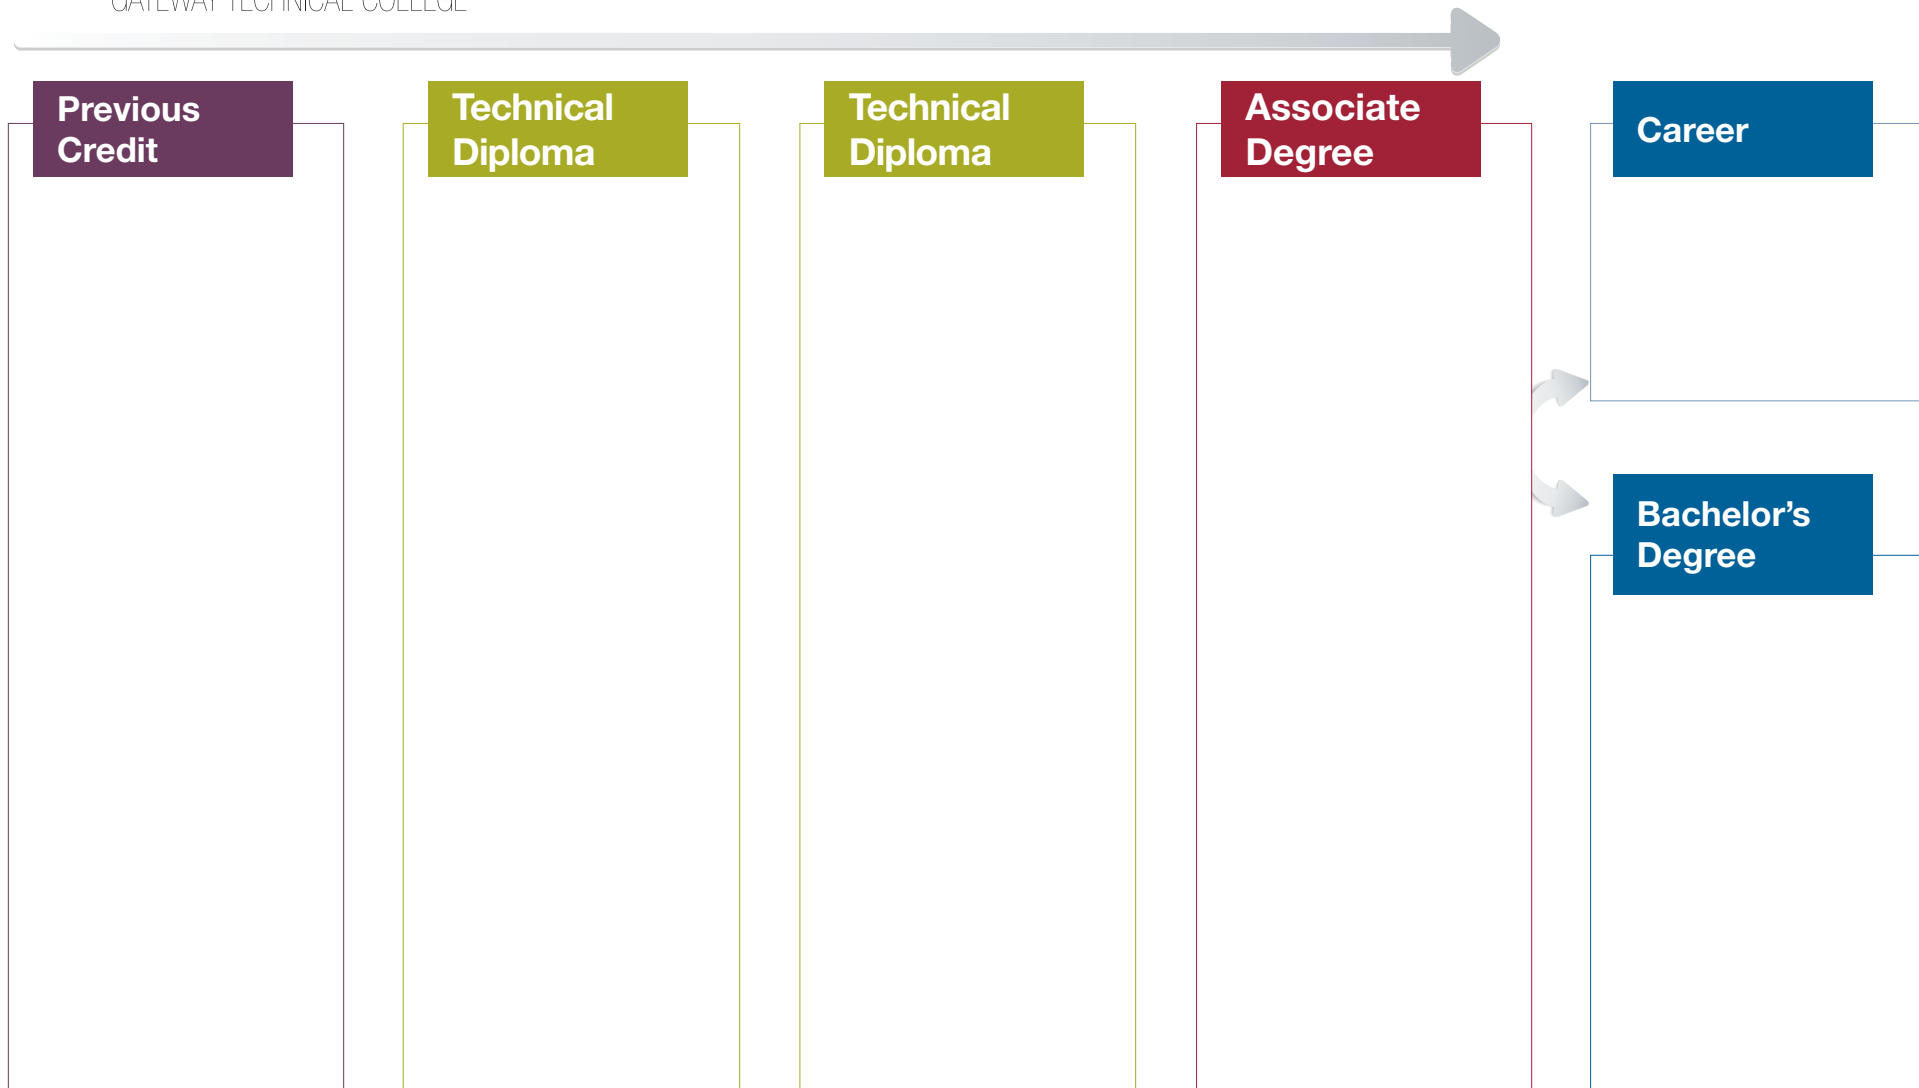 GATEWAY TECHNICAL COLLEGE
Previous
Credit
Technical
Diploma
Technical
Diploma
Associate
Degree
Career
Bachelor’s
Degree